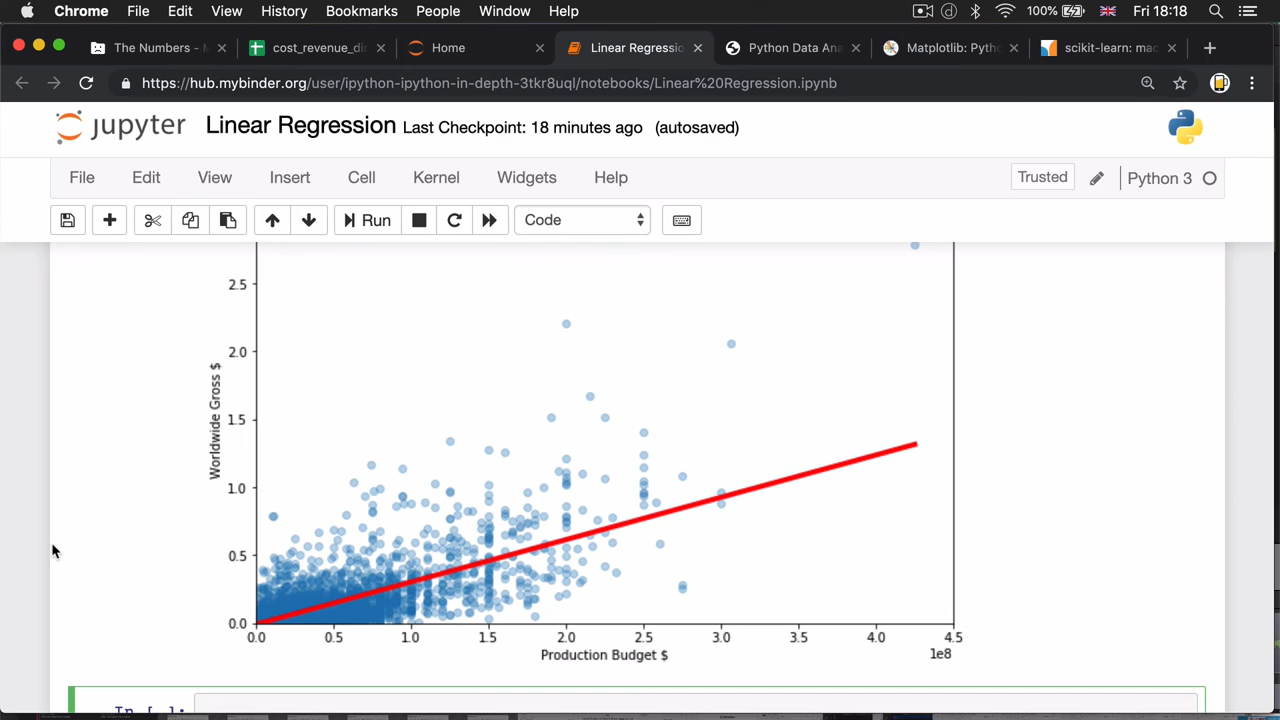 Chrome File Edit View History Bookmarks People Window Help 100% Fri 18:18
The Numbers - M cost_revenue_di Home Linear Regressio Python Data Ana Matplotlib: Pyth scikit-learn: mac
https://hub.mybinder.org/user/ipython-ipython-in-depth-3tkr8uql/notebooks/Linear%20Regression.ipynb
jupyter Linear Regression Last Checkpoint: 18 minutes ago (autosaved)
File Edit View Insert Cell Kernel Widgets Help Trusted Python 3
Run Code
2.5
2.0
1.5
1.0
0.5
0.0
Worldwide Gross $
0.0 0.5 1.0 1.5 2.0 2.5 3.0 3.5 4.0 4.5
1e8
Production Budget $
In [ ]: